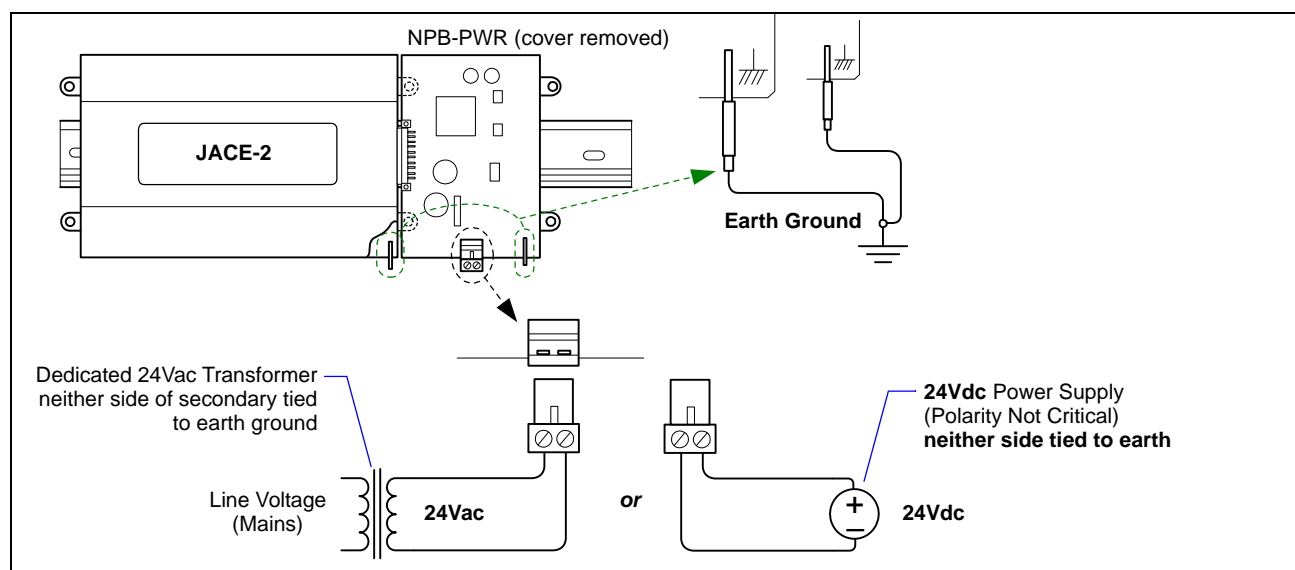 NPB-PWR (cover removed)
JACE-2
Earth Ground
Dedicated 24Vac Transformer
neither side of secondary tied
to earth ground
24Vdc Power Supply
(Polarity Not Critical)
neither side tied to earth
Line Voltage
(Mains)
24Vac
or
+
–
24Vdc